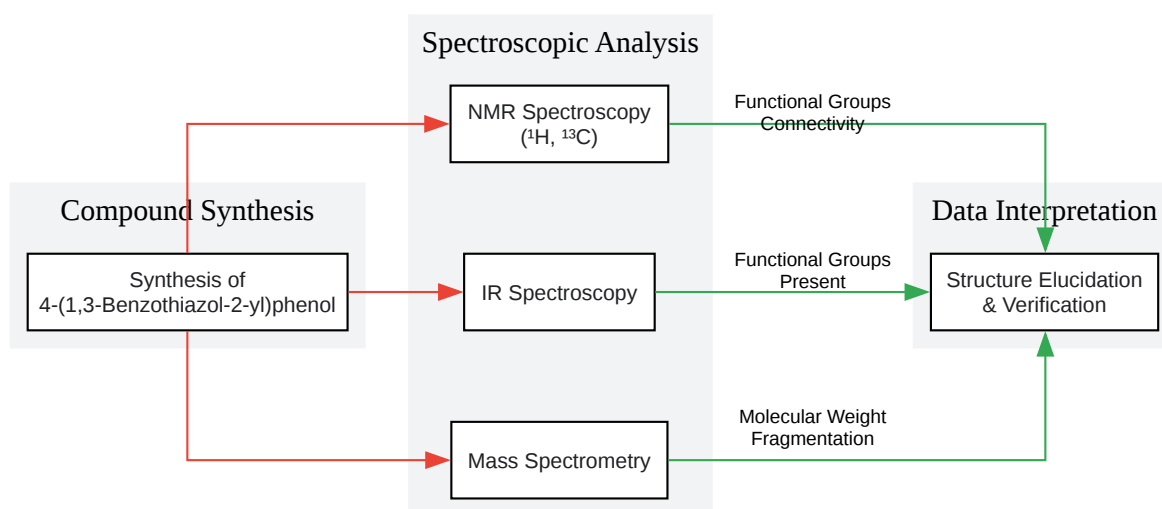 Spectroscopic Analysis
NMR Spectroscopy
(¹H, ¹³C)
Functional Groups
Connectivity
Compound Synthesis
Data Interpretation
Synthesis of
4-(1,3-Benzothiazol-2-yl)phenol
IR Spectroscopy
Functional Groups
Present
Structure Elucidation
& Verification
Mass Spectrometry
Molecular Weight
Fragmentation